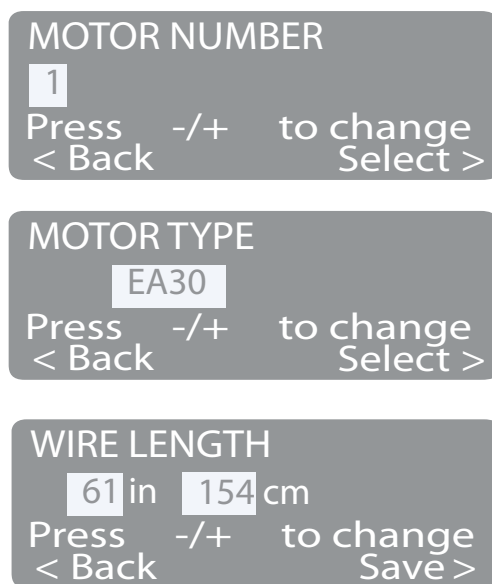 MOTOR NUMBER
1
Press -/+ to change
< Back Select >
MOTOR TYPE
EA30
Press -/+ to change
< Back Select >
WIRE LENGTH
61 in 154 cm
Press -/+ to change
< Back Save >